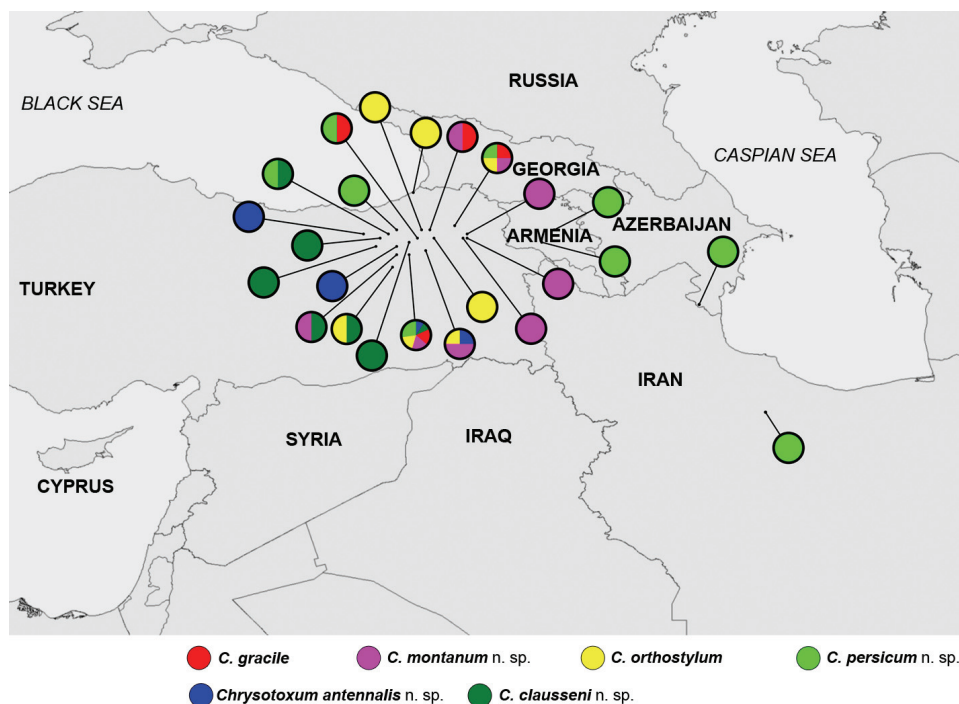 RUSSIA
BLACK SEA
CASPIAN SEA
GEORGIA
AZERBAIJAN
ARMENIA
TURKEY
IRAN
SYRIA
IRAQ
CYPRUS
C. gracile
C. montanum n. sp.
C. orthostylum
C. persicum n. sp.
Chrysotoxum antennalis n. sp.
C. clausseni n. sp.